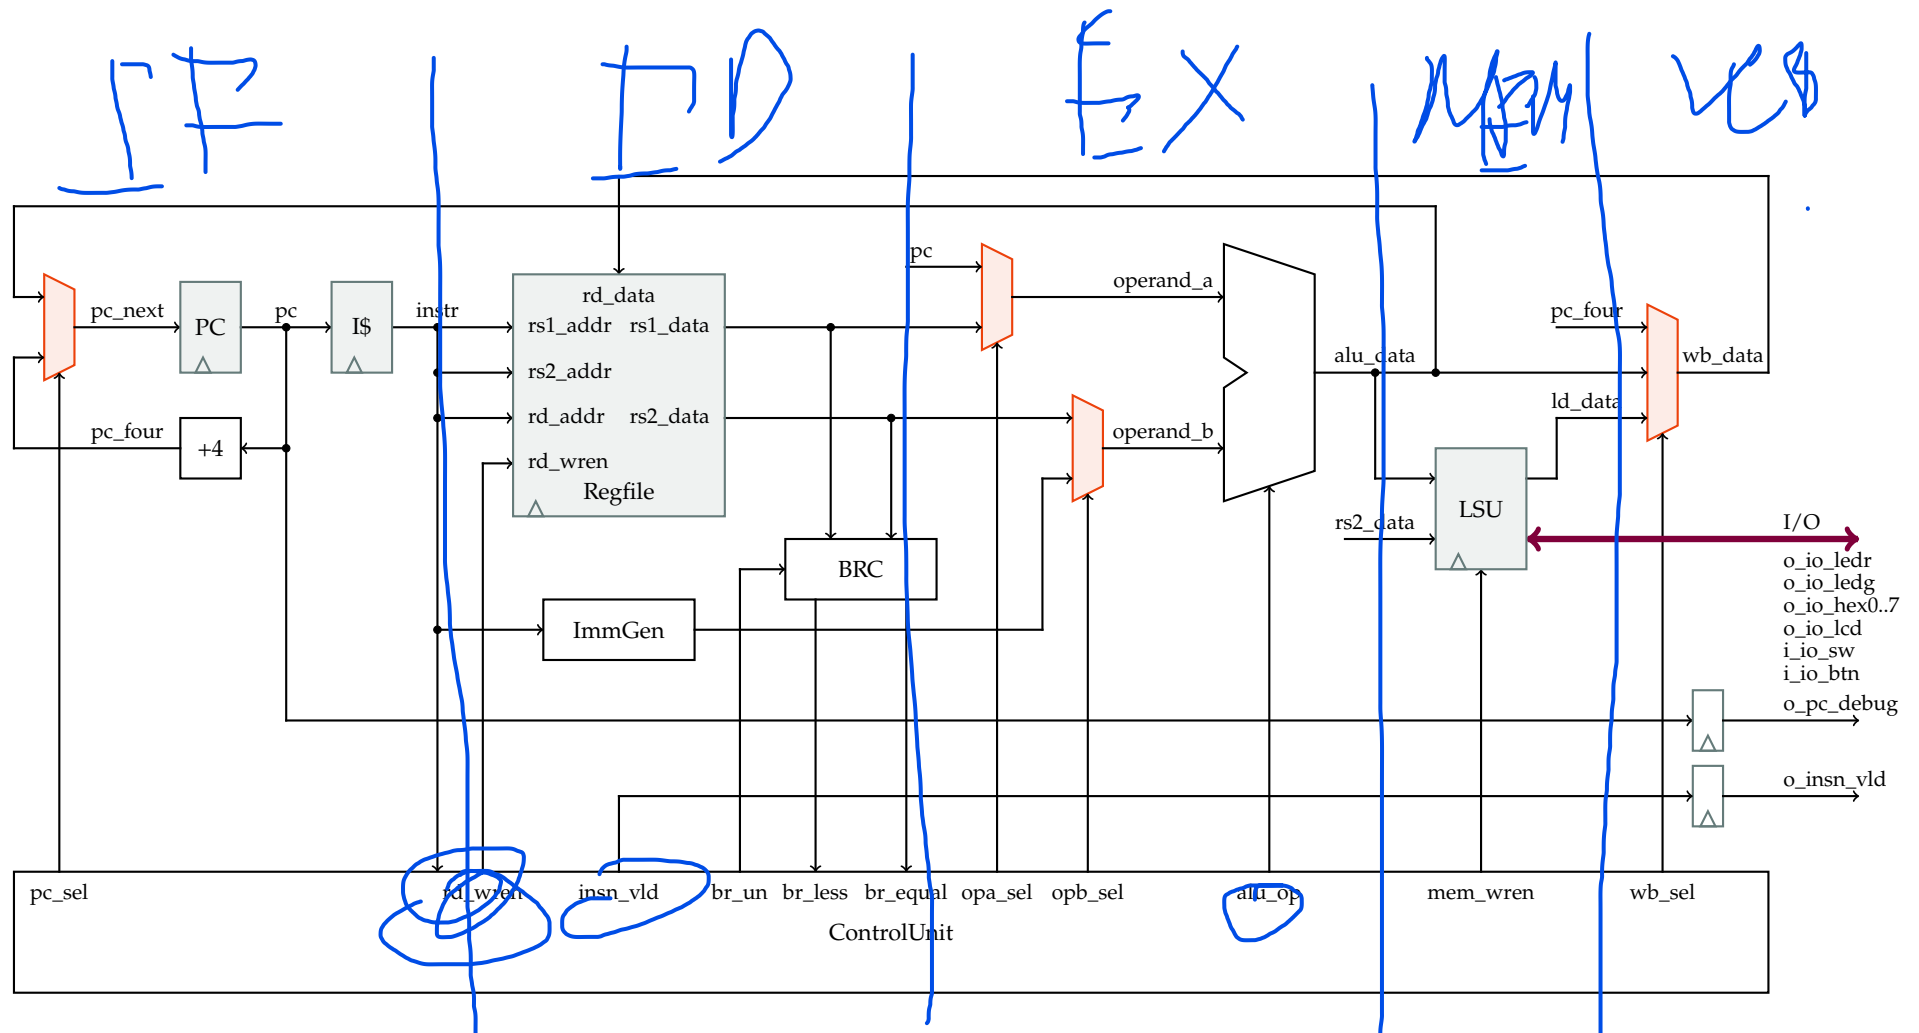 IF ID EX MEM
pc
pc_next PC pc I$ instr
rd_data
rs1_addr rs1_data
rs2_addr
rd_addr rs2_data
rd_wren
Regfile
operand_a
operand_b
alu_data
pc_four
wb_data
ld_data
pc_four +4
LSU
rs2_data
BRC
ImmGen
I/O
o_io_ledr
o_io_ledg
o_io_hex0..7
o_io_lcd
i_io_sw
i_io_btn
o_pc_debug
o_insn_vld
pc_sel rd_wren insn_vld br_un br_less br_equal opa_sel opb_sel alu_op mem_wren wb_sel
ControlUnit